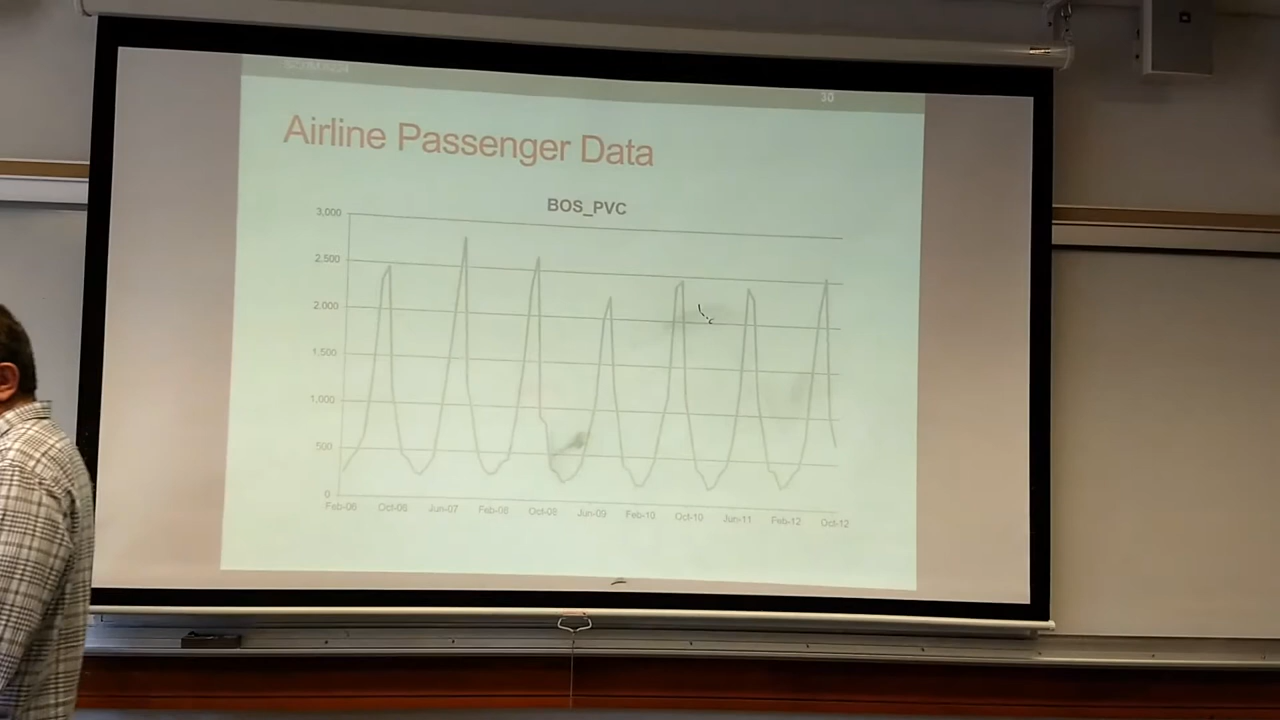 30
Airline Passenger Data
BOS_PVC
3,000
2,500
2,000
1,500
1,000
500
0
Feb-06 Oct-06 Jun-07 Feb-08 Oct-08 Jun-09 Feb-10 Oct-10 Jun-11 Feb-12 Oct-12